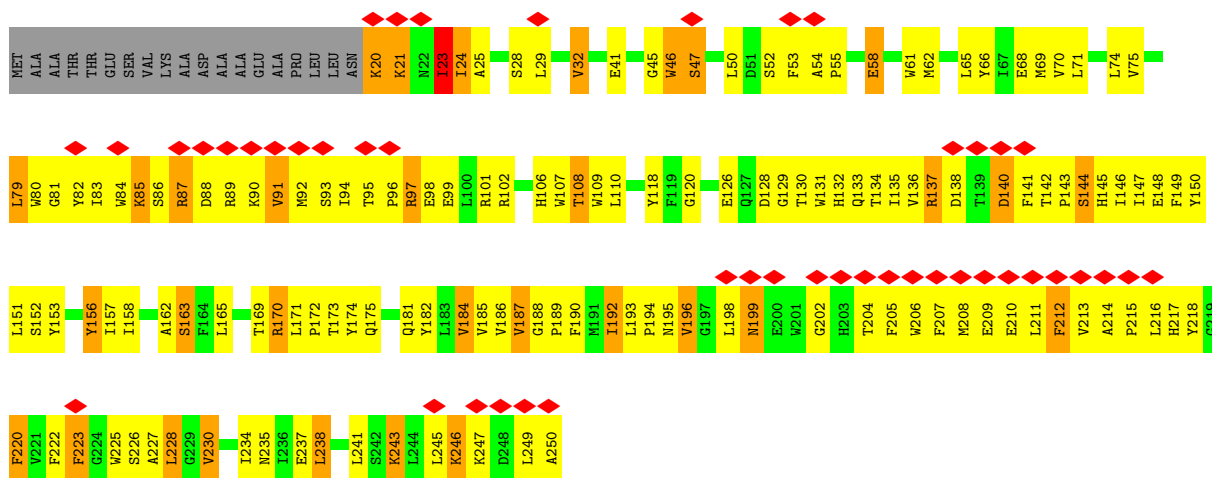 MET ALA ALA THR THR GLU SER VAL LYS ALA ASP ALA ALA ALA GLU ALA PRO LEU LEU ASN K20 K21 N22 I23 I24 A25 S28 L29 V32 E41 G45 W46 S47 L50 D51 S52 F53 A54 P55 E58 W61 M62 L65 Y66 I67 E68 M69 V70 L71 L74 V75
L79 W80 G81 Y82 I83 W84 K85 S86 R87 D88 R89 K90 V91 M92 S93 I94 T95 P96 R97 E98 E99 L100 R101 R102 H106 W107 T108 W109 L110 Y118 F119 G120 E126 Q127 D128 G129 T130 W131 H132 Q133 T134 I135 V136 R137 D138 T139 D140 F141 T142 P143 S144 H145 I146 I147 E148 F149 Y150
L151 S152 Y153 Y156 I157 I158 A162 S163 F164 L165 T169 R170 L171 P172 T173 Y174 Q175 Q181 Y182 L183 V184 V185 V186 V187 G188 P189 F190 M191 I192 L193 P194 N195 V196 G197 L198 N199 E200 W201 G202 H203 T204 F205 W206 F207 M208 E209 E210 L211 F212 V213 A214 P215 L216 H217 Y218 G219
F220 V221 F222 F223 G224 W225 S226 A227 L228 G229 V230 I234 N235 I236 E237 L238 L241 S242 K243 L244 L245 K246 K247 D248 L249 A250